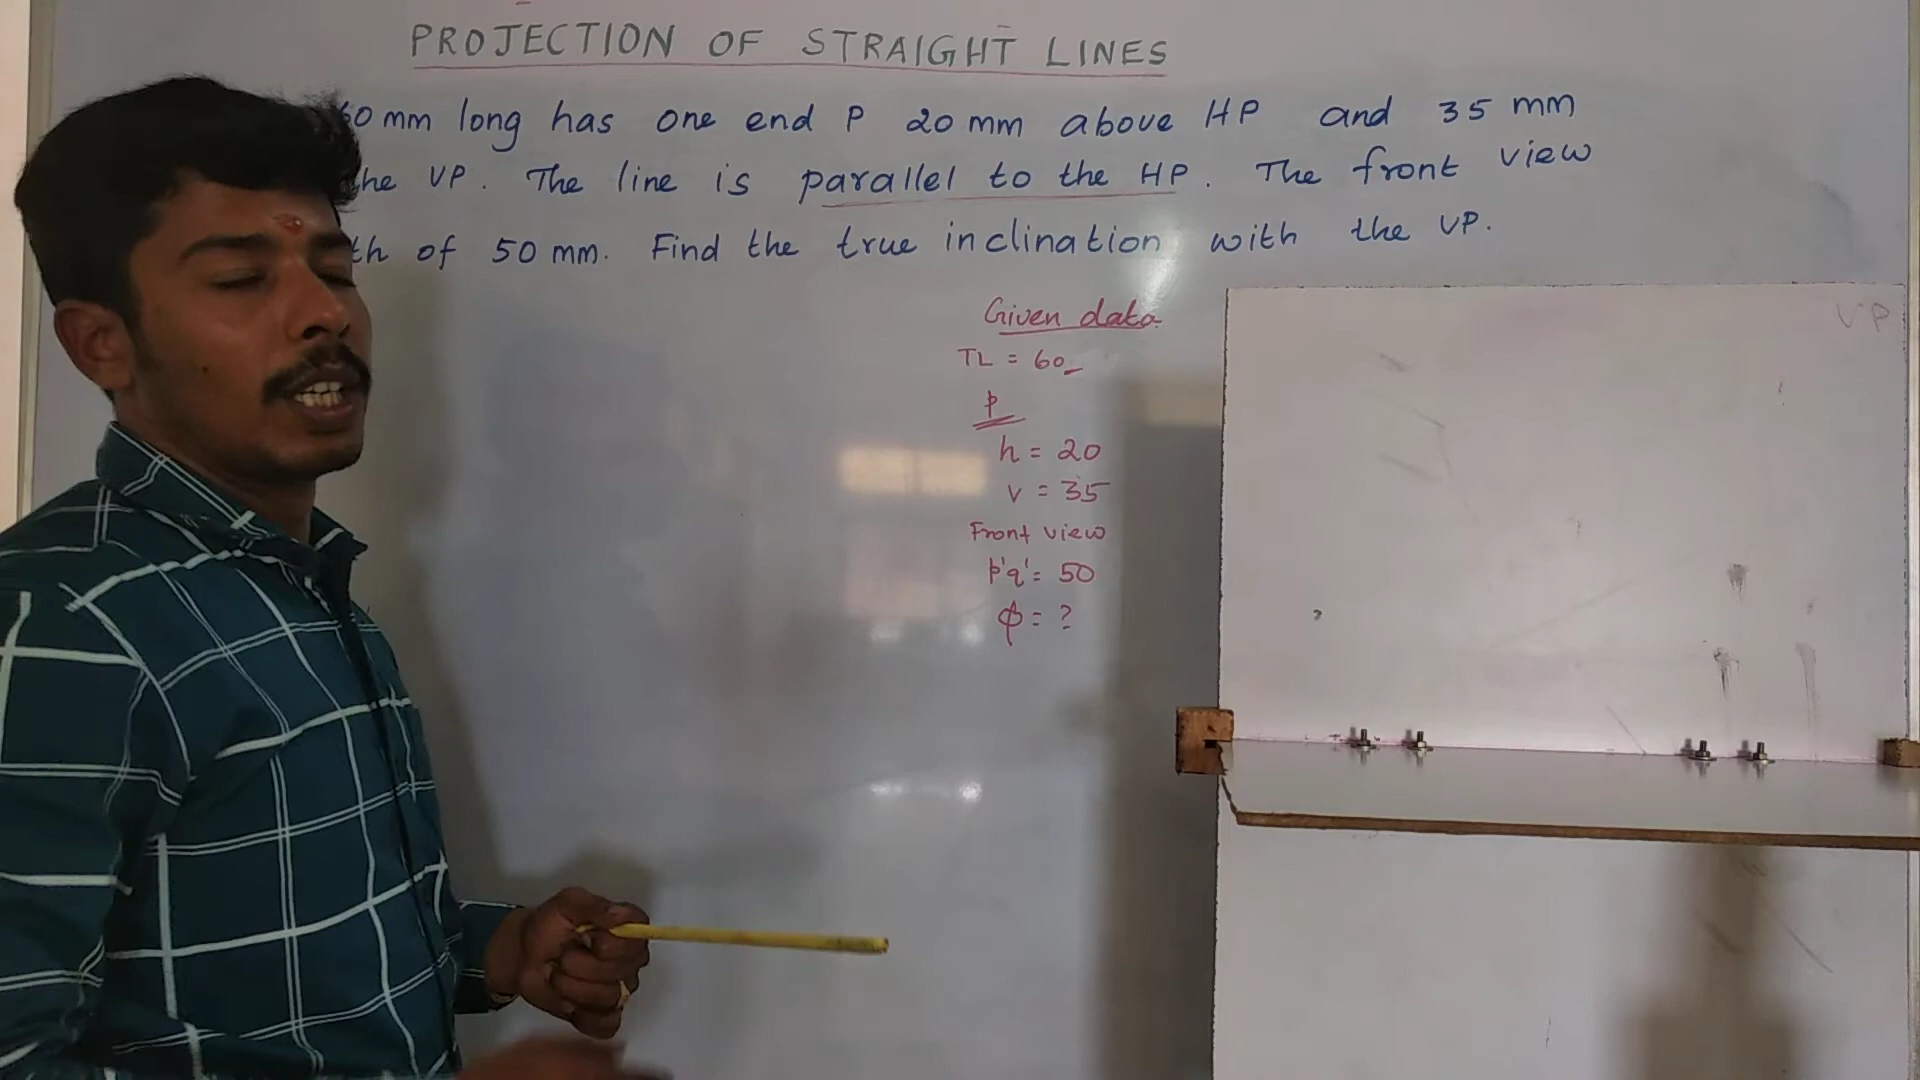 PROJECTION OF STRAIGHT LINES
60 mm long has one end P 20 mm above HP and 35 mm
the VP. The line is parallel to the HP. The front view
th of 50 mm. Find the true inclination with the VP.
Given data
TL = 60
P
h = 20
v = 35
Front view
p'q' = 50
ϕ = ?
VP